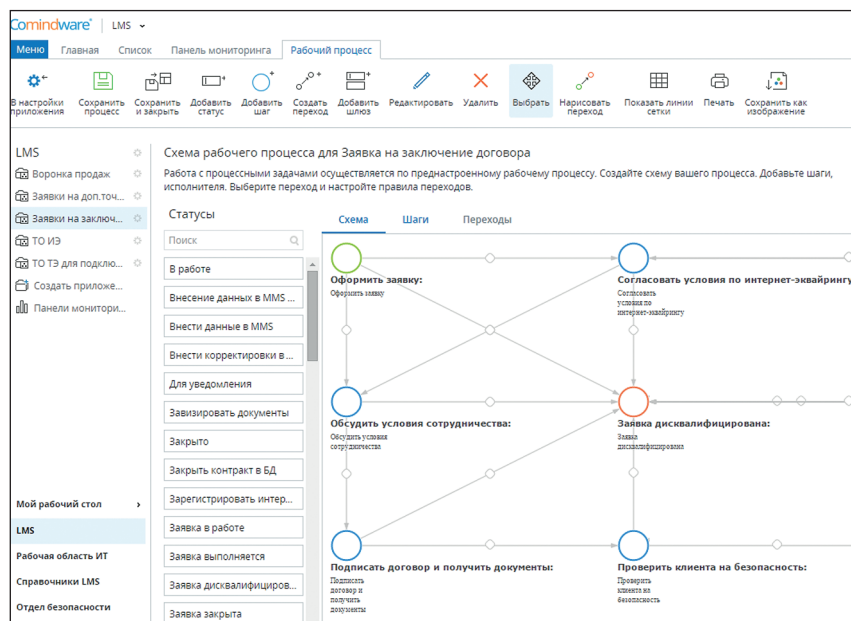 Comindware® LMS
Меню Главная Список Панель мониторинга Рабочий процесс
В настройки приложения
Сохранить процесс
Сохранить и закрыть
Добавить статус
Добавить шаг
Создать переход
Добавить шлюз
Редактировать
Удалить
Выбрать
Нарисовать переход
Показать линии сетки
Печать
Сохранить как изображение
LMS
Воронка продаж
Заявки на доп.точ...
Заявки на заключ...
ТО ИЭ
ТО ТЭ для подклю...
Создать приложе...
Панели монитори...
Мой рабочий стол
LMS
Рабочая область ИТ
Справочники LMS
Отдел безопасности
Схема рабочего процесса для Заявка на заключение договора
Работа с процессными задачами осуществляется по преднастроенному рабочему процессу. Создайте схему вашего процесса. Добавьте шаги,
исполнителя. Выберите переход и настройте правила переходов.
Статусы
Поиск
В работе
Внесение данных в MMS ...
Внести данные в MMS
Внести корректировки в ...
Для уведомления
Завизировать документы
Закрыто
Закрыть контракт в БД
Зарегистрировать интер...
Заявка в работе
Заявка выполняется
Заявка дисквалифициров...
Заявка закрыта
Схема Шаги Переходы
Оформить заявку:
Оформить заявку
Согласовать условия по интернет-эквайрингу
Согласовать
условия по
интернет-эквайрингу
Обсудить условия сотрудничества:
Обсудить условия
сотрудничества
Заявка дисквалифицирована:
Заявка
дисквалифицирована
Подписать договор и получить документы:
Подписать
договор и
получить
документы
Проверить клиента на безопасность:
Проверить
клиента на
безопасность